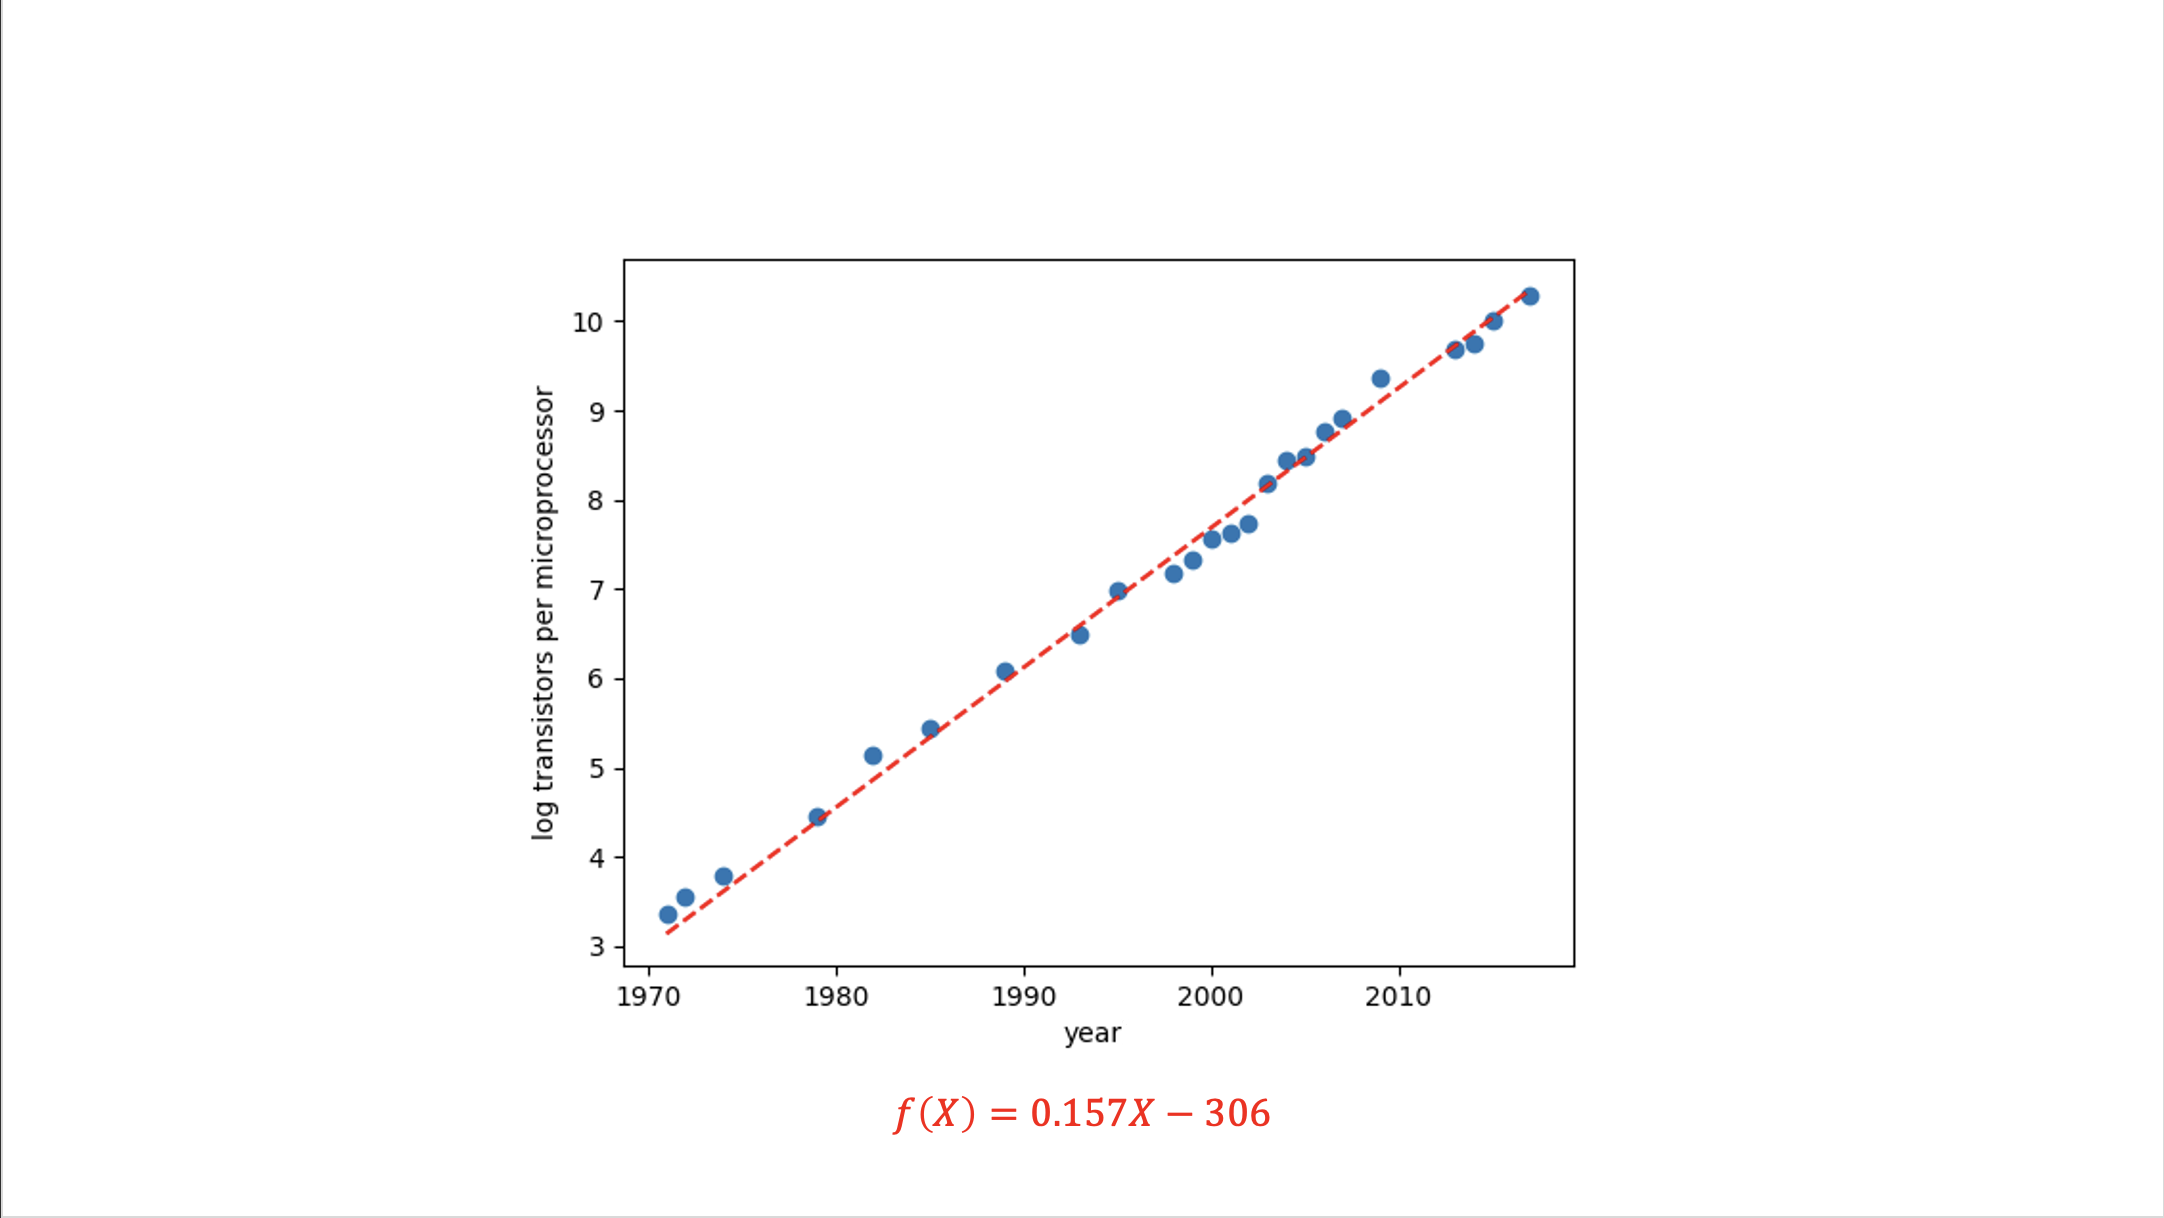 10
9
8
7
6
5
4
3
log transistors per microprocessor
1970 1980 1990 2000 2010
year
f(X) = 0.157X − 306